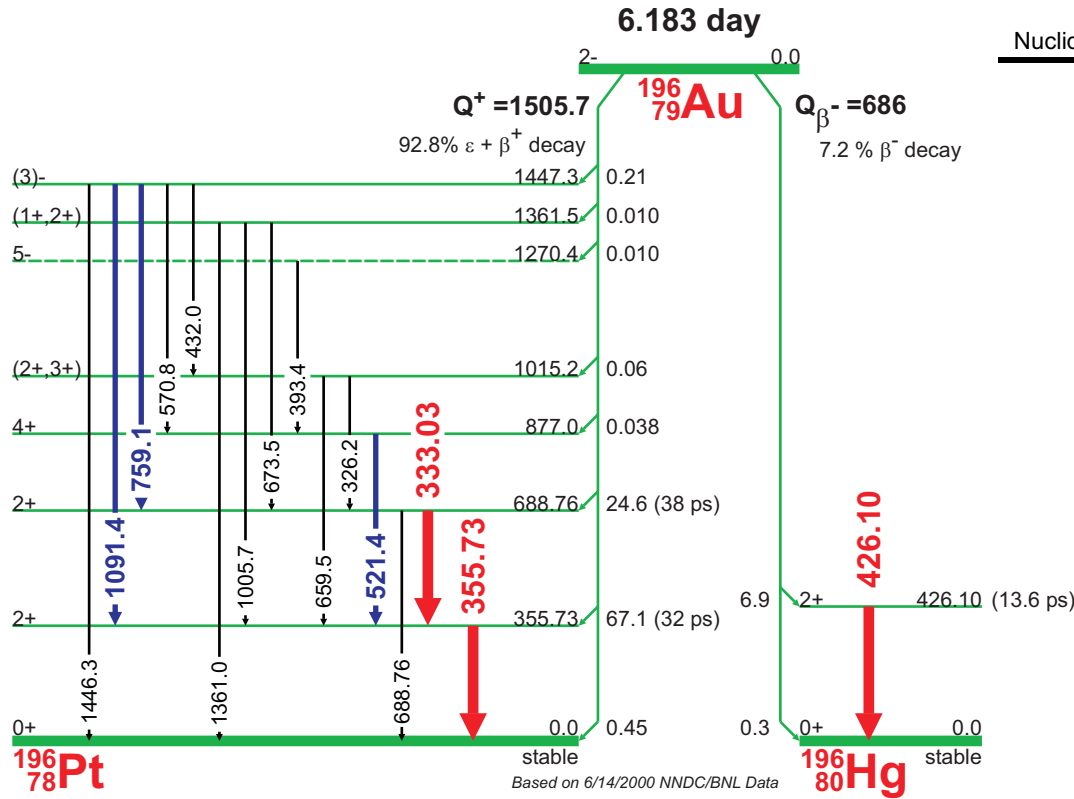 6.183 day
Nuclid
2- 0.0
196 79 Au
Q+ =1505.7
Qβ- =686
92.8% ε + β+ decay
7.2 % β- decay
(3)- 1447.3 0.21
(1+,2+) 1361.5 0.010
5- 1270.4 0.010
432.0
(2+,3+) 1015.2 0.06
570.8
393.4
4+ 877.0 0.038
759.1
673.5
326.2
333.03
2+ 688.76 24.6 (38 ps)
426.10
1091.4
1005.7
659.5
521.4
355.73
6.9 2+ 426.10 (13.6 ps)
2+ 355.73 67.1 (32 ps)
1446.3
1361.0
688.76
0+ 0.0 0.45
0.3 0+ 0.0
stable
stable
196 78 Pt
196 80 Hg
Based on 6/14/2000 NNDC/BNL Data